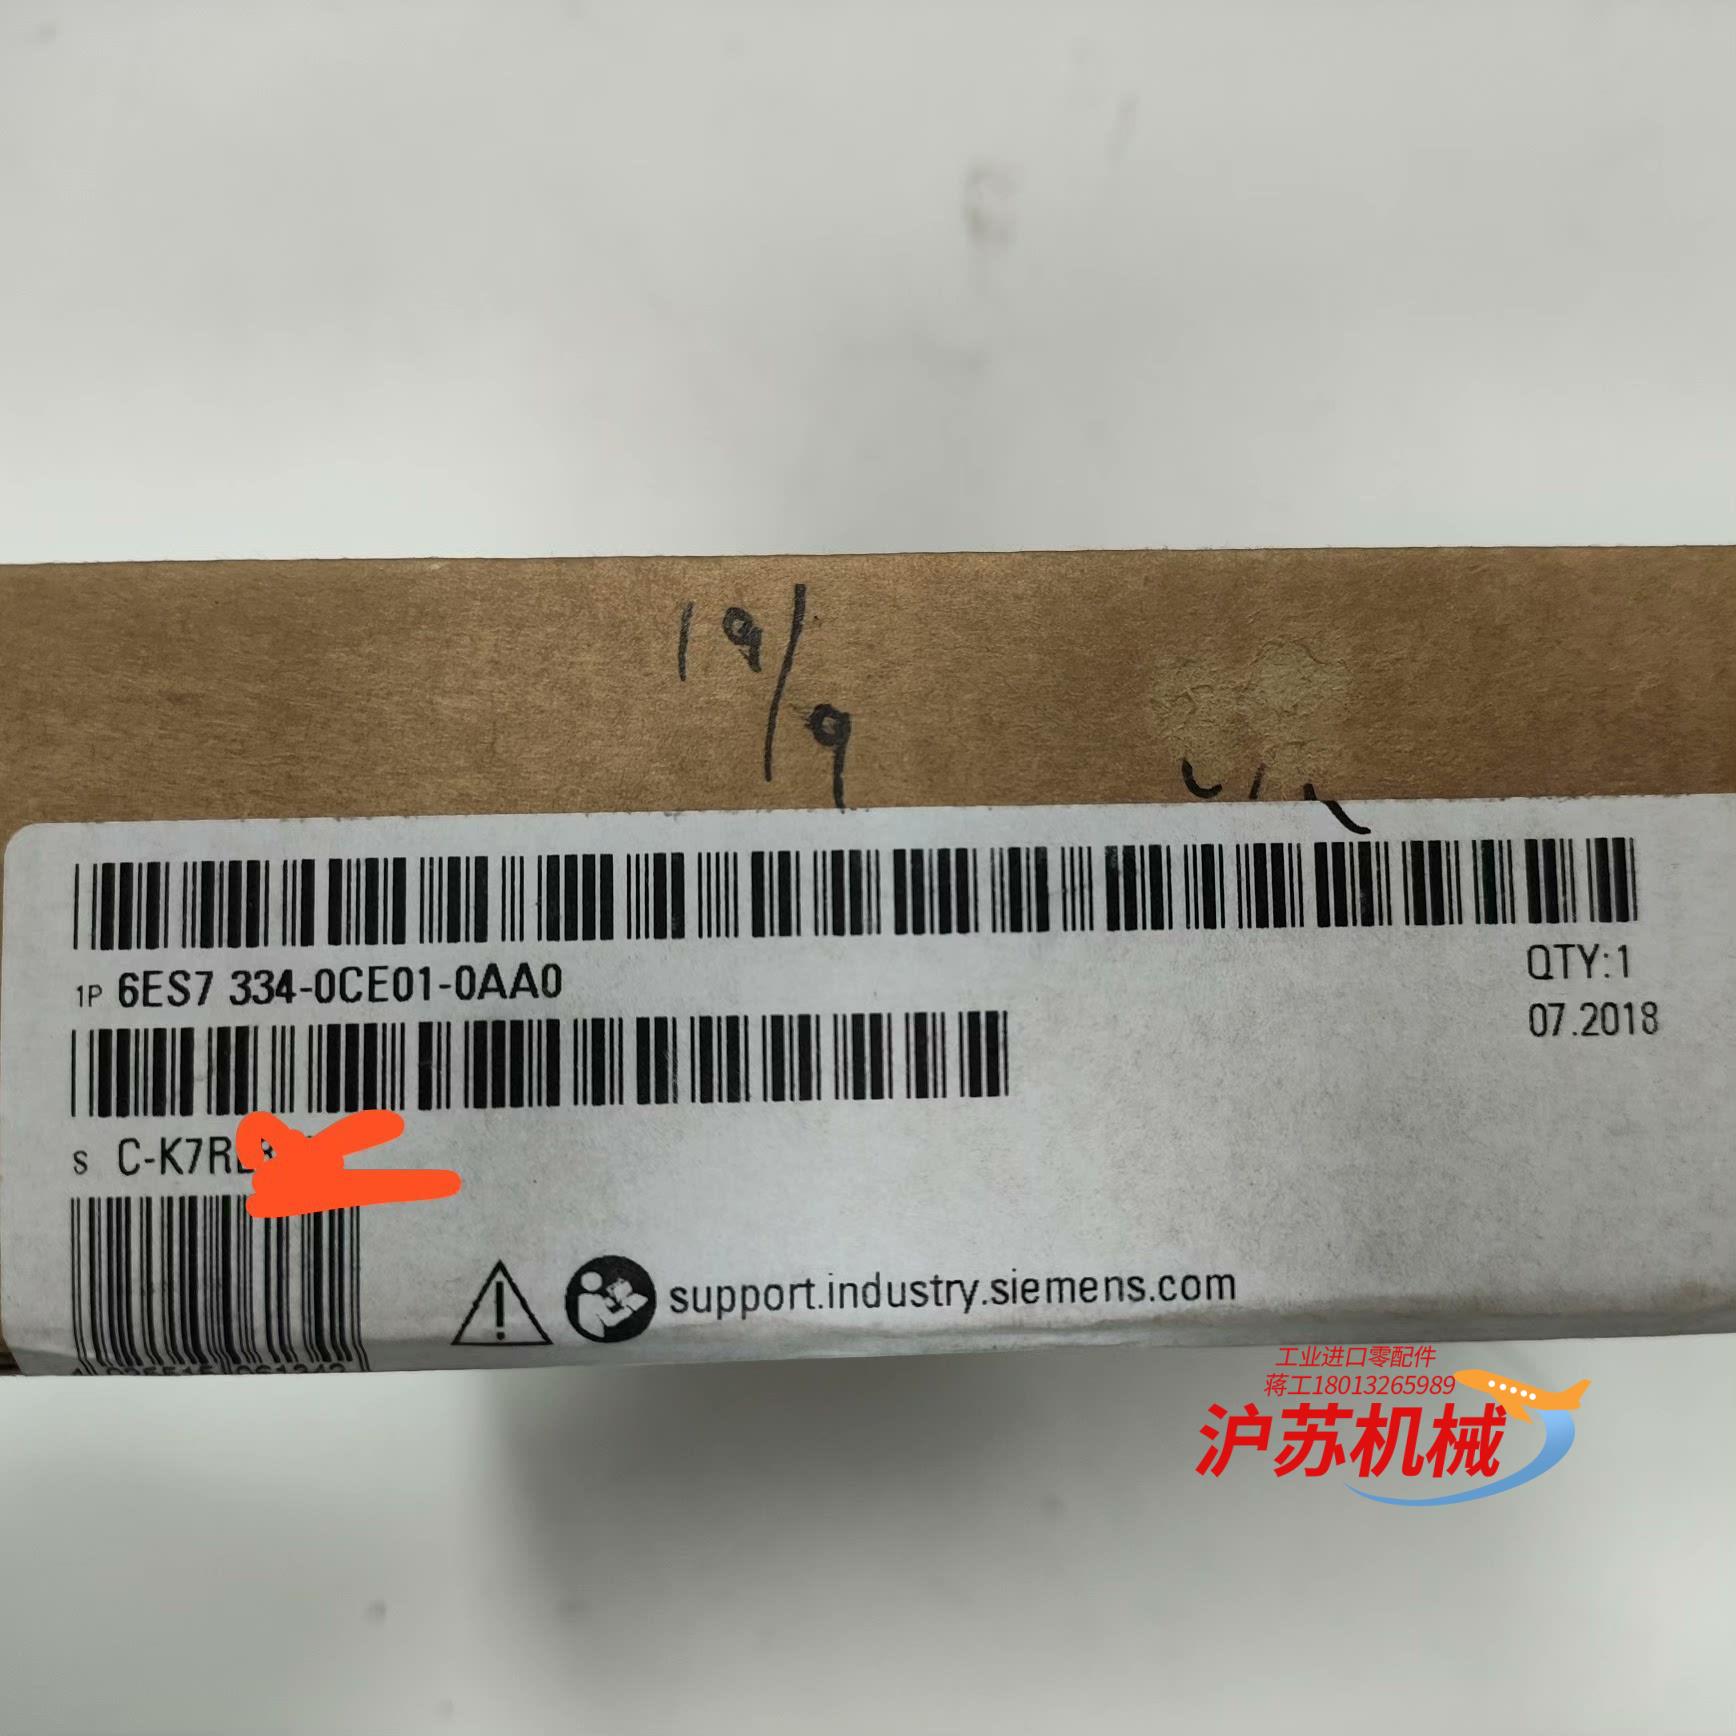 19/9
1P 6ES7 334-0CE01-0AA0
QTY:1
07.2018
S C-K7R
support.industry.siemens.com
工业进口零配件
蒋工18013265989
沪苏机械